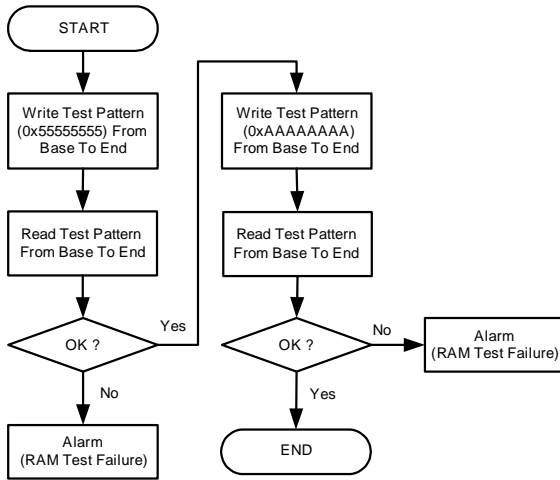 START
Write Test Pattern
(0x55555555) From
Base To End
Read Test Pattern
From Base To End
OK ?
Yes
No
Alarm
(RAM Test Failure)
Write Test Pattern
(0xAAAAAAAA)
From Base To End
Read Test Pattern
From Base To End
OK ?
No
Alarm
(RAM Test Failure)
Yes
END